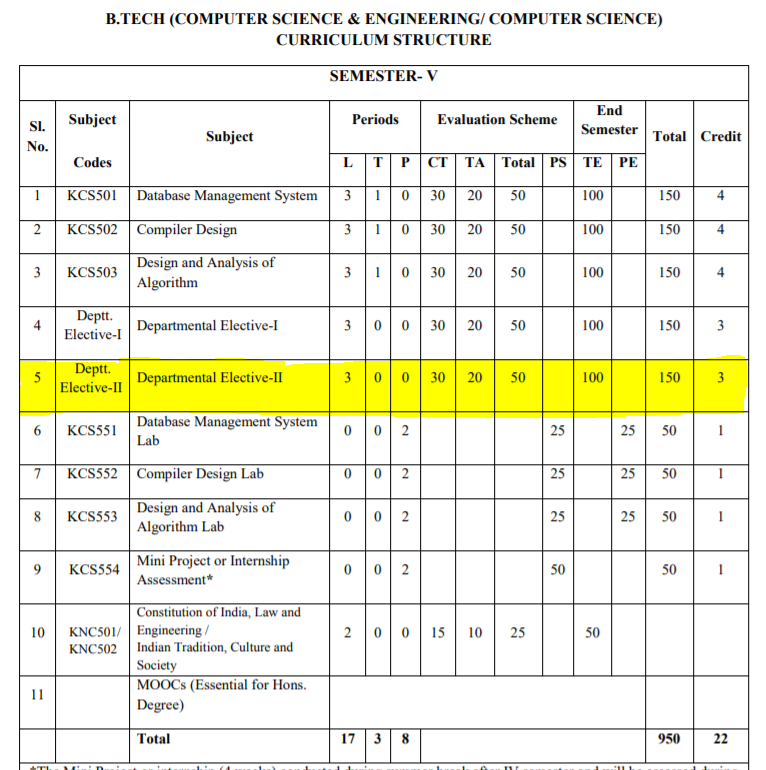 B.TECH (COMPUTER SCIENCE & ENGINEERING/ COMPUTER SCIENCE)
CURRICULUM STRUCTURE
SEMESTER- V
Sl. No. Subject Codes Subject Periods Evaluation Scheme End Semester Total Credit
L T P CT TA Total PS TE PE
1 KCS501 Database Management System 3 1 0 30 20 50 100 150 4
2 KCS502 Compiler Design 3 1 0 30 20 50 100 150 4
3 KCS503 Design and Analysis of
Algorithm 3 1 0 30 20 50 100 150 4
4 Deptt.
Elective-I Departmental Elective-I 3 0 0 30 20 50 100 150 3
5 Deptt.
Elective-II Departmental Elective-II 3 0 0 30 20 50 100 150 3
6 KCS551 Database Management System
Lab 0 0 2 25 25 50 1
7 KCS552 Compiler Design Lab 0 0 2 25 25 50 1
8 KCS553 Design and Analysis of
Algorithm Lab 0 0 2 25 25 50 1
9 KCS554 Mini Project or Internship
Assessment* 0 0 2 50 50 1
10 KNC501/
KNC502 Constitution of India, Law and
Engineering /
Indian Tradition, Culture and
Society 2 0 0 15 10 25 50
11 MOOCs (Essential for Hons.
Degree)
Total 17 3 8 950 22